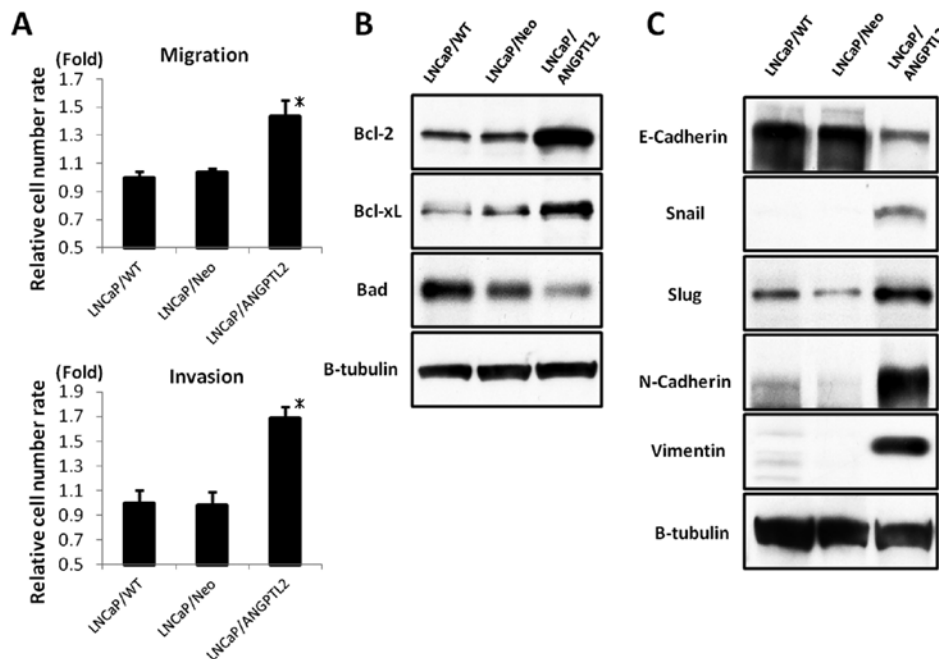 A
Migration
(Fold)
Relative cell number rate
1.7
1.5
1.3
1.1
0.9
0.7
0.5
*
LNCaP/WT
LNCaP/Neo
LNCaP/ANGPTL2
Invasion
(Fold)
Relative cell number rate
1.9
1.7
1.5
1.3
1.1
0.9
0.7
0.5
*
LNCaP/WT
LNCaP/Neo
LNCaP/ANGPTL2
B
LNCaP/WT
LNCaP/Neo
LNCaP/
ANGPTL2
Bcl-2
Bcl-xL
Bad
B-tubulin
C
LNCaP/WT
LNCaP/Neo
LNCaP/
ANGPTL2
E-Cadherin
Snail
Slug
N-Cadherin
Vimentin
B-tubulin